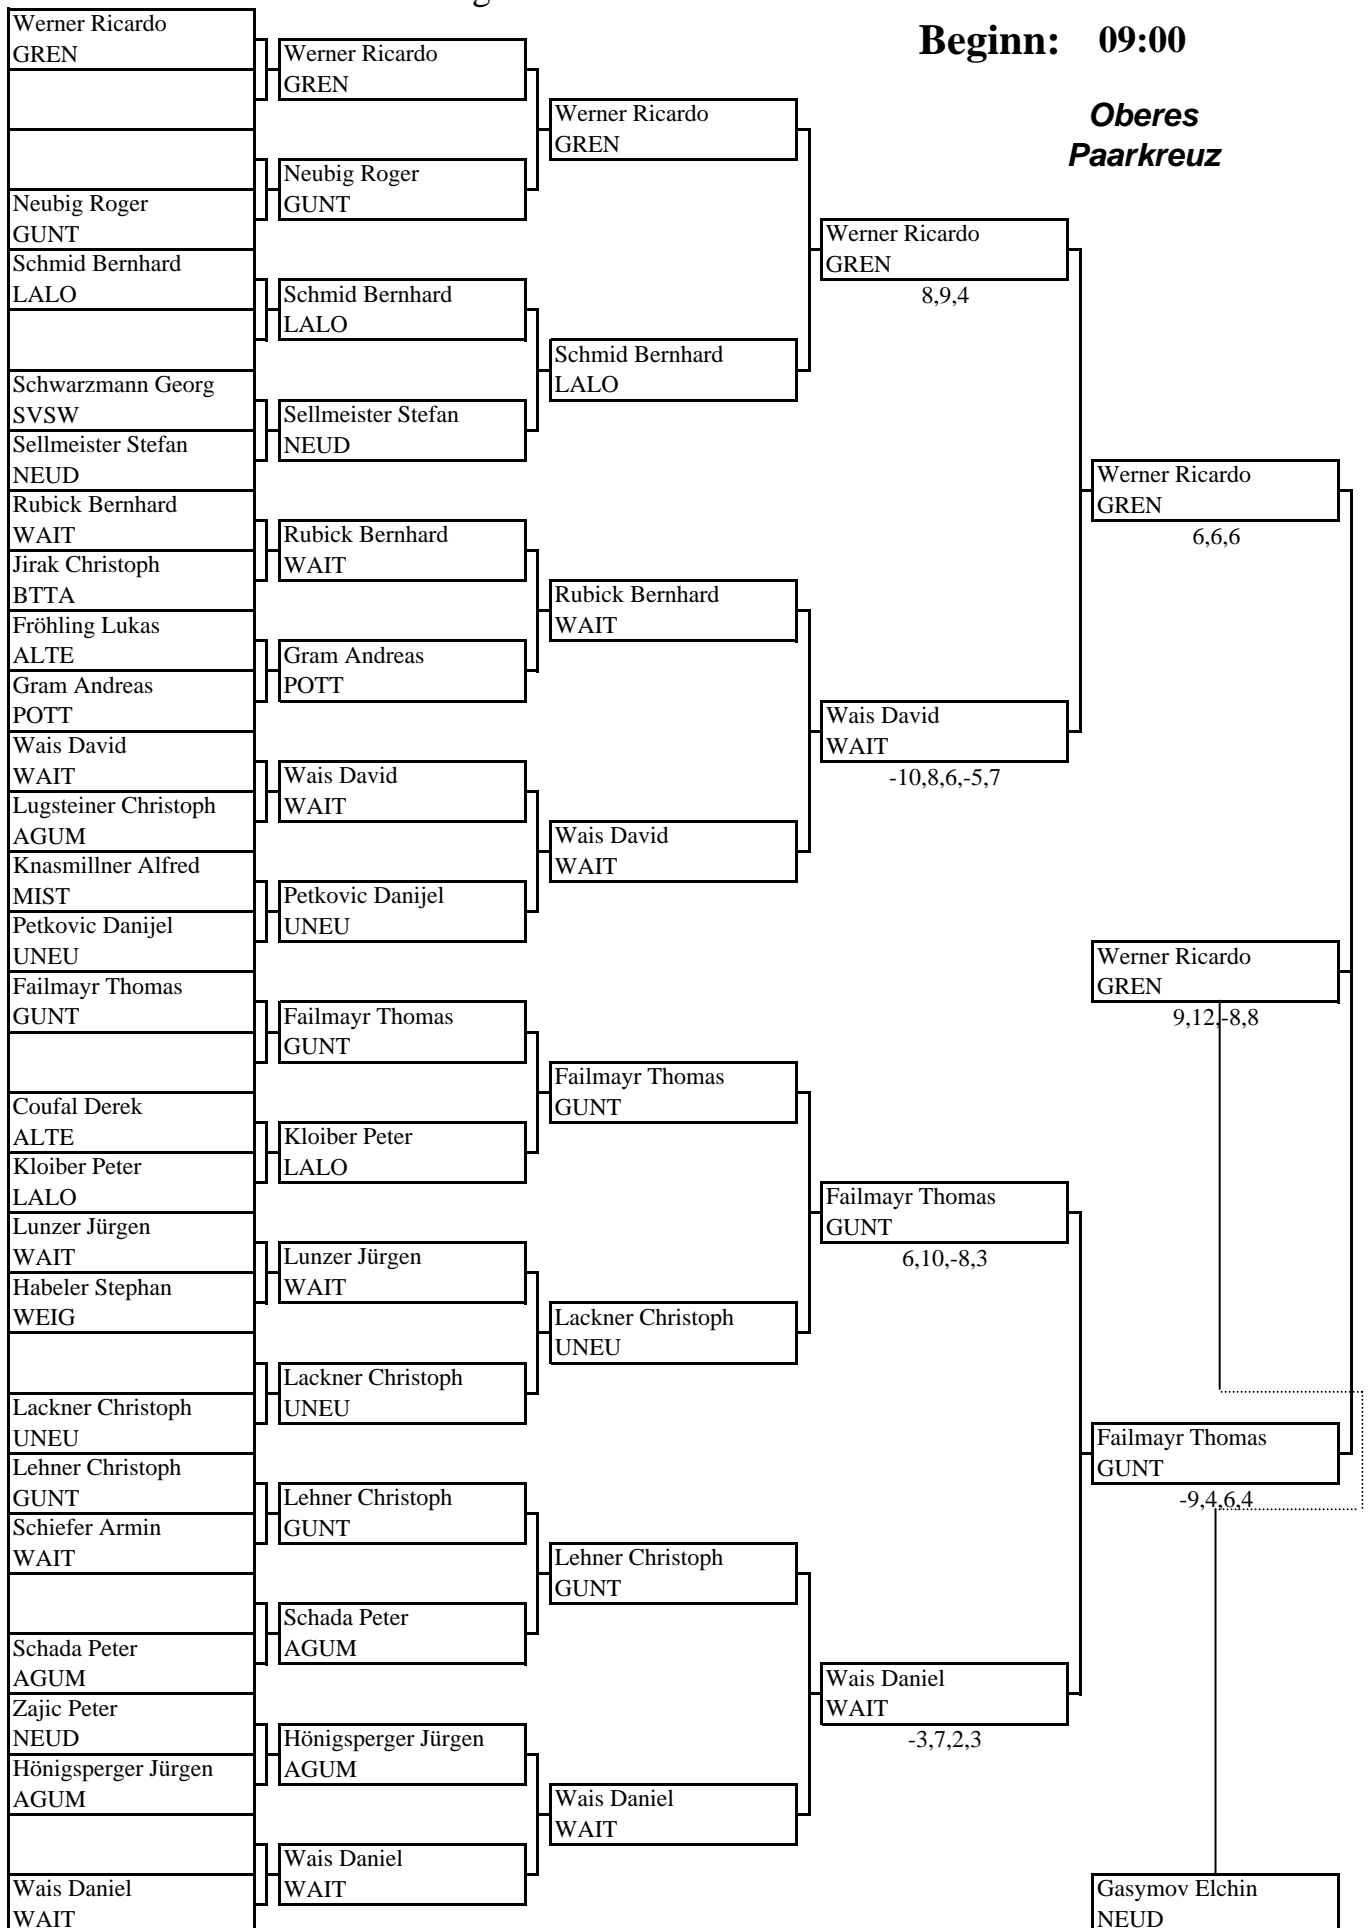 Beginn: 09:00
Oberes
Paarkreuz
Werner Ricardo
GREN
Neubig Roger
GUNT
Schmid Bernhard
LALO
Schwarzmann Georg
SVSW
Sellmeister Stefan
NEUD
Rubick Bernhard
WAIT
Jirak Christoph
BTTA
Fröhling Lukas
ALTE
Gram Andreas
POTT
Wais David
WAIT
Lugsteiner Christoph
AGUM
Knasmillner Alfred
MIST
Petkovic Danijel
UNEU
Failmayr Thomas
GUNT
Coufal Derek
ALTE
Kloiber Peter
LALO
Lunzer Jürgen
WAIT
Habeler Stephan
WEIG
Lackner Christoph
UNEU
Lehner Christoph
GUNT
Schiefer Armin
WAIT
Schada Peter
AGUM
Zajic Peter
NEUD
Hönigsperger Jürgen
AGUM
Wais Daniel
WAIT
Werner Ricardo
GREN
Neubig Roger
GUNT
Schmid Bernhard
LALO
Sellmeister Stefan
NEUD
Rubick Bernhard
WAIT
Gram Andreas
POTT
Wais David
WAIT
Petkovic Danijel
UNEU
Failmayr Thomas
GUNT
Kloiber Peter
LALO
Lunzer Jürgen
WAIT
Lackner Christoph
UNEU
Lehner Christoph
GUNT
Schada Peter
AGUM
Hönigsperger Jürgen
AGUM
Wais Daniel
WAIT
Werner Ricardo
GREN
Schmid Bernhard
LALO
Rubick Bernhard
WAIT
Wais David
WAIT
Failmayr Thomas
GUNT
Lackner Christoph
UNEU
Lehner Christoph
GUNT
Wais Daniel
WAIT
Werner Ricardo
GREN
8,9,4
Wais David
WAIT
-10,8,6,-5,7
Failmayr Thomas
GUNT
6,10,-8,3
Wais Daniel
WAIT
-3,7,2,3
Werner Ricardo
GREN
6,6,6
Werner Ricardo
GREN
9,12,-8,8
Failmayr Thomas
GUNT
-9,4,6,4
Gasymov Elchin
NEUD